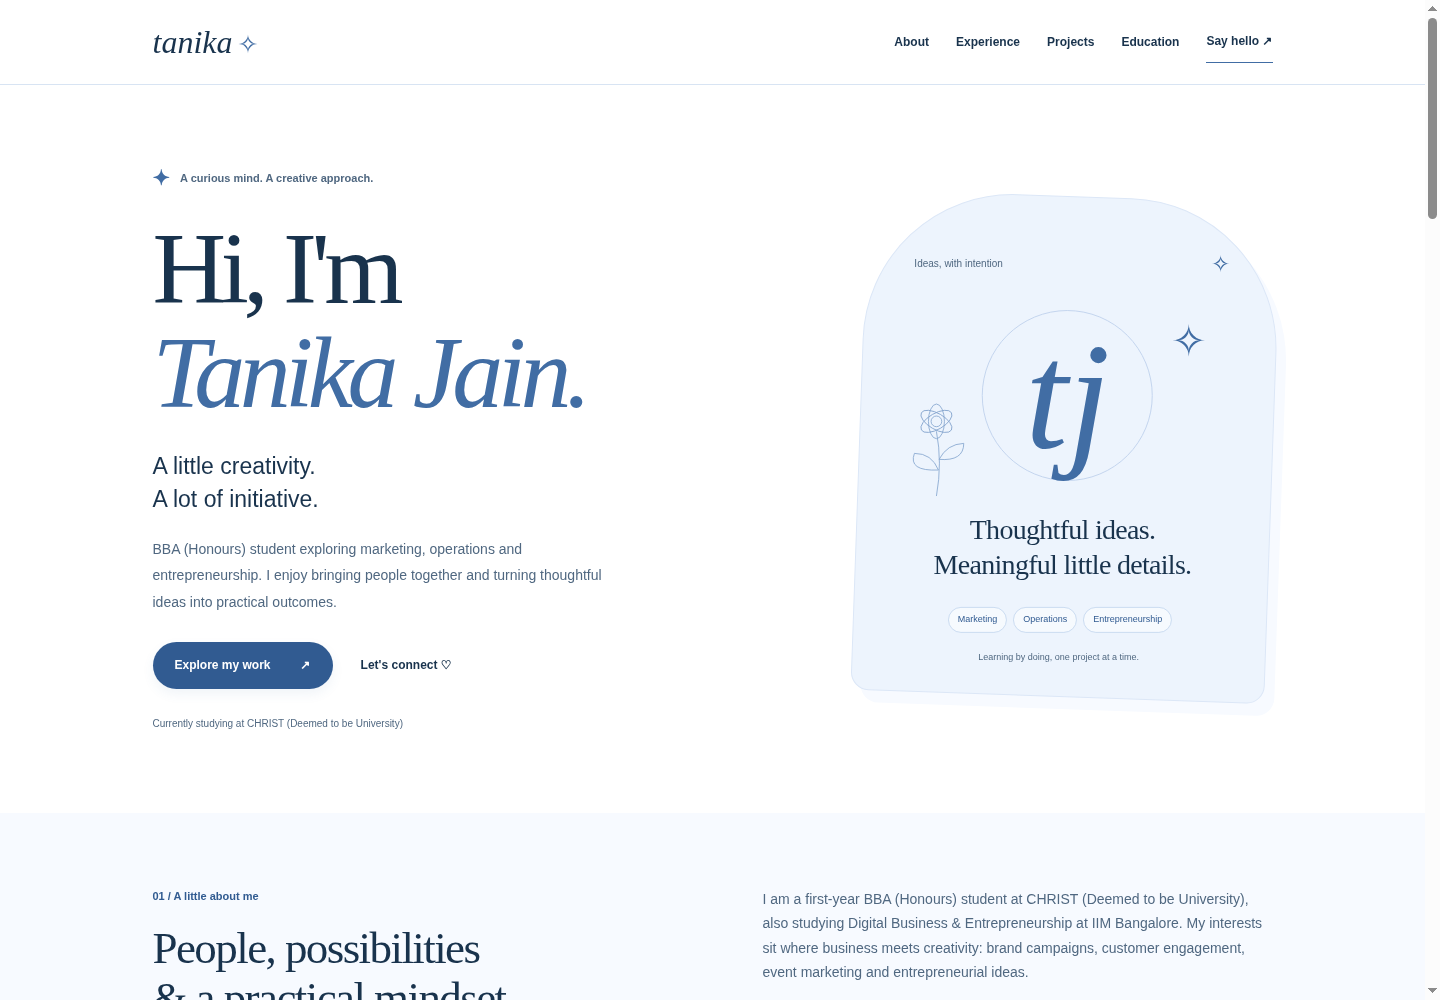 tanika ✧
About Experience Projects Education Say hello ↗
✦ A curious mind. A creative approach.
Hi, I'm
Tanika Jain.
A little creativity.
A lot of initiative.
BBA (Honours) student exploring marketing, operations and
entrepreneurship. I enjoy bringing people together and turning thoughtful
ideas into practical outcomes.
Explore my work ↗ Let's connect ♡
Currently studying at CHRIST (Deemed to be University)
Ideas, with intention ✧
✧
tj
Thoughtful ideas.
Meaningful little details.
Marketing Operations Entrepreneurship
Learning by doing, one project at a time.
01 / A little about me
People, possibilities
& a practical mindset
I am a first-year BBA (Honours) student at CHRIST (Deemed to be University),
also studying Digital Business & Entrepreneurship at IIM Bangalore. My interests
sit where business meets creativity: brand campaigns, customer engagement,
event marketing and entrepreneurial ideas.